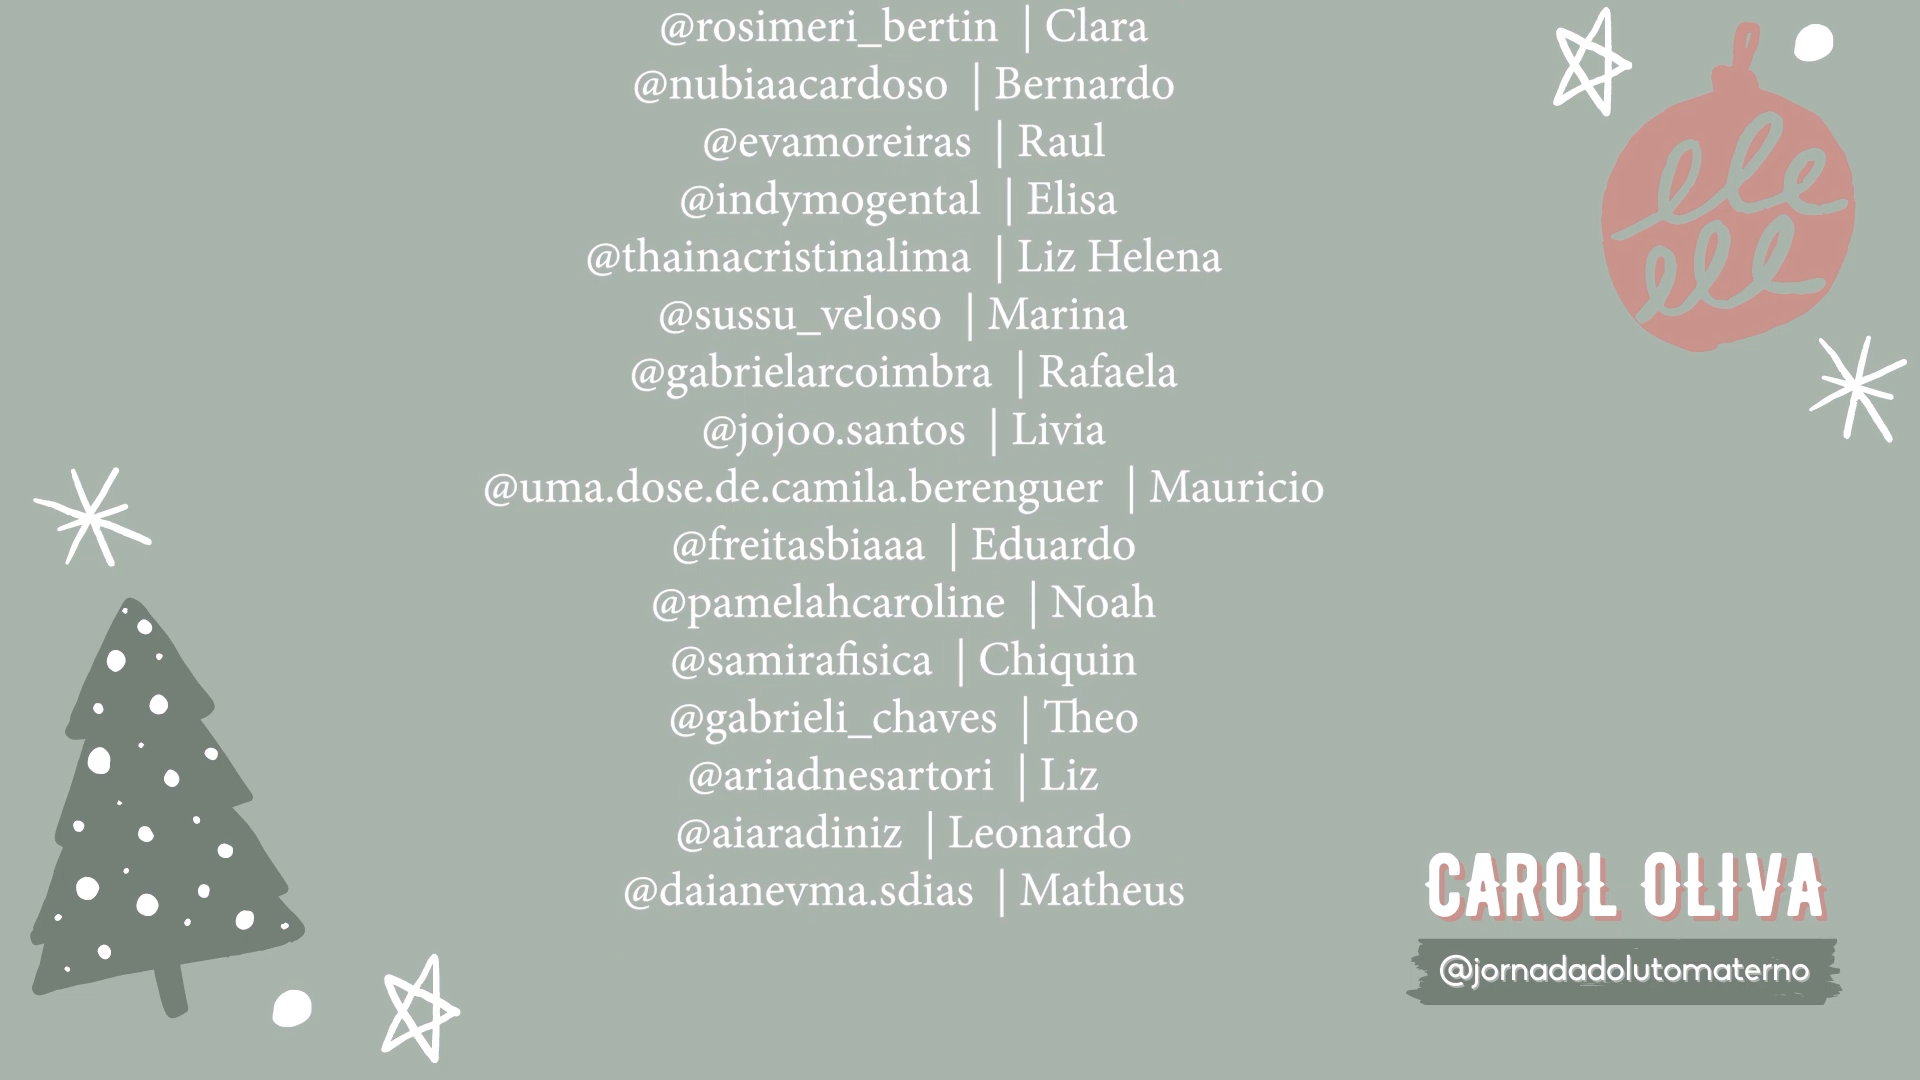 @rosimeri_bertin | Clara
@nubiaacardoso | Bernardo
@evamoreiras | Raul
@indymogental | Elisa
@thainacristinalima | Liz Helena
@sussu_veloso | Marina
@gabrielarcoimbra | Rafaela
@jojoo.santos | Livia
@uma.dose.de.camila.berenguer | Mauricio
@freitasbiaaa | Eduardo
@pamelahcaroline | Noah
@samirafisica | Chiquin
@gabrieli_chaves | Theo
@ariadnesartori | Liz
@aiaradiniz | Leonardo
@daianevma.sdias | Matheus
CAROL OLIVA
@jornadadolutomaterno